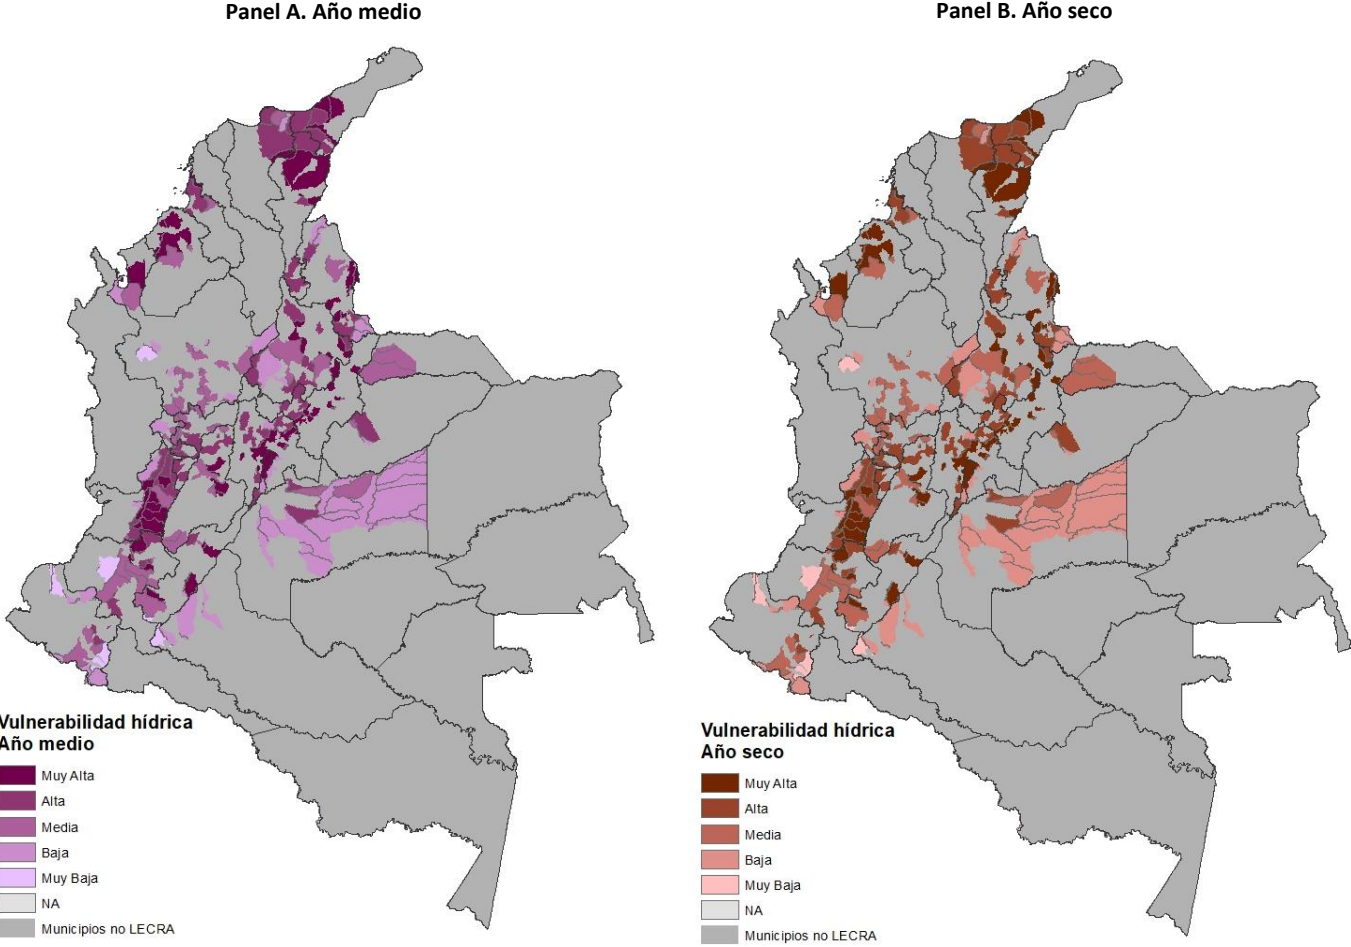 Panel A. Año medio
Panel B. Año seco
Vulnerabilidad hídrica
Año medio
Muy Alta
Alta
Media
Baja
Muy Baja
NA
Municipios no LECRA
Vulnerabilidad hídrica
Año seco
Muy Alta
Alta
Media
Baja
Muy Baja
NA
Municipios no LECRA